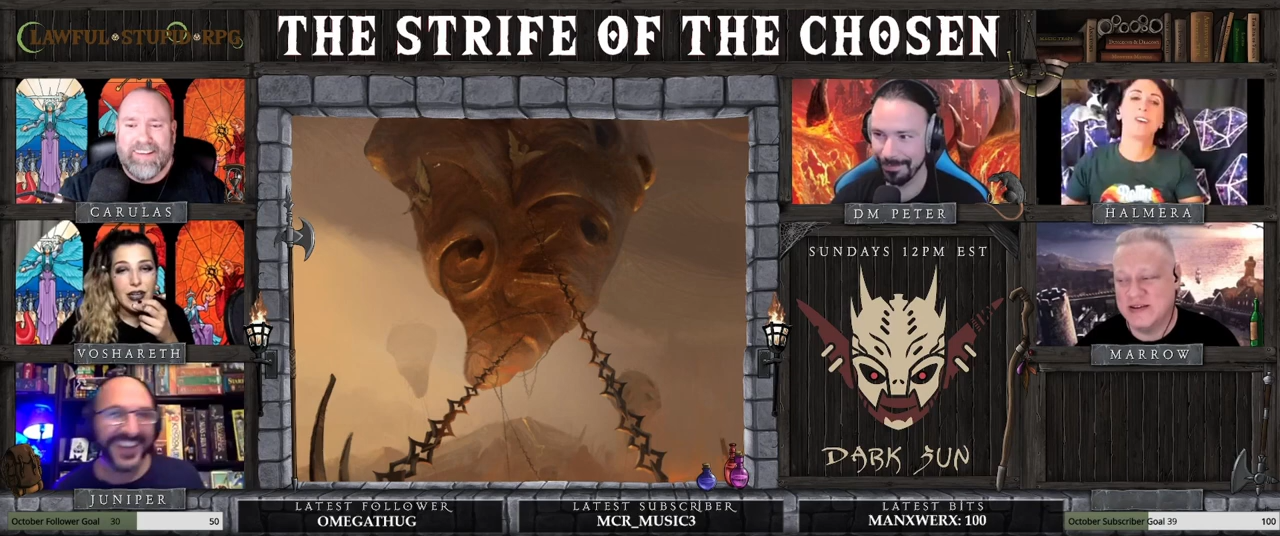 LAWFUL STUPID RPG
THE STRIFE OF THE CHOSEN
DUNGEONS & DRAGONS
CARULAS
DM PETER
HALMERA
SUNDAYS 12PM EST
VOSHARETH
MARROW
DARK SUN
JUNIPER
LATEST FOLLOWER
OMEGATHUG
LATEST SUBSCRIBER
MCR_MUSIC3
LATEST BITS
MANXWERX: 100
October Follower Goal 30 50
October Subscriber Goal 39 100